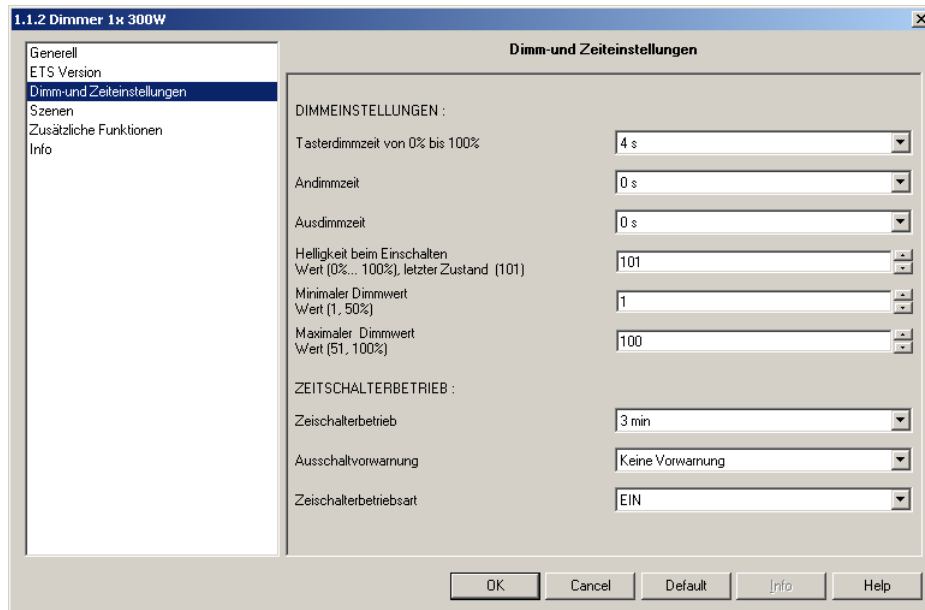 1.1.2 Dimmer 1x 300W
Generell
ETS Version
Dimm-und Zeiteinstellungen
Szenen
Zusätzliche Funktionen
Info
Dimm-und Zeiteinstellungen
DIMMEINSTELLUNGEN :
Tasterdimmzeit von 0% bis 100%
4 s
Andimmzeit
0 s
Ausdimmzeit
0 s
Helligkeit beim Einschalten
Wert (0%... 100%), letzter Zustand (101)
101
Minimaler Dimmwert
Wert (1, 50%)
1
Maximaler Dimmwert
Wert (51, 100%)
100
ZEITSCHALTERBETRIEB :
Zeischalterbetrieb
3 min
Ausschaltvorwarnung
Keine Vorwarnung
Zeischalterbetriebsart
EIN
OK
Cancel
Default
Info
Help